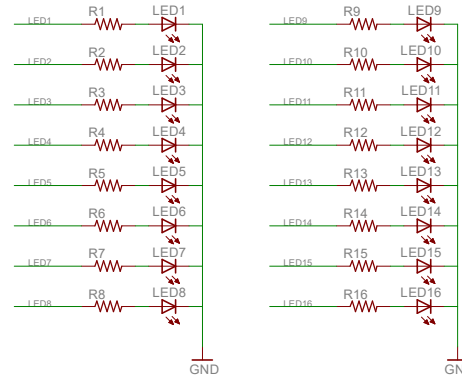 R1 LED1 R9 LED9
LED1 LED9
R2 LED2 R10 LED10
LED2 LED10
R3 LED3 R11 LED11
LED3 LED11
R4 LED4 R12 LED12
LED4 LED12
R5 LED5 R13 LED13
LED5 LED13
R6 LED6 R14 LED14
LED6 LED14
R7 LED7 R15 LED15
LED7 LED15
R8 LED8 R16 LED16
LED8 LED16
GND GN